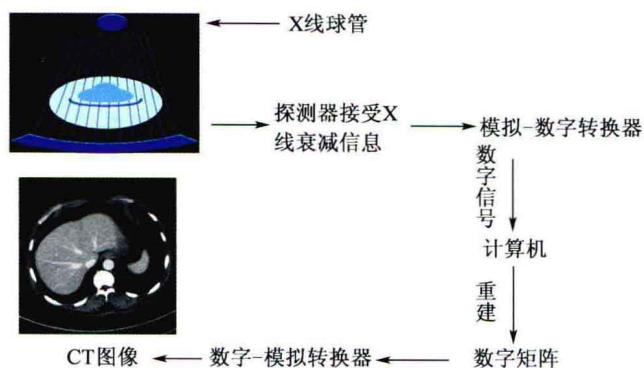 X线球管
探测器接受X
线衰减信息
模拟-数字转换器
数字信号
计算机
重建
数字矩阵
数字-模拟转换器
CT图像